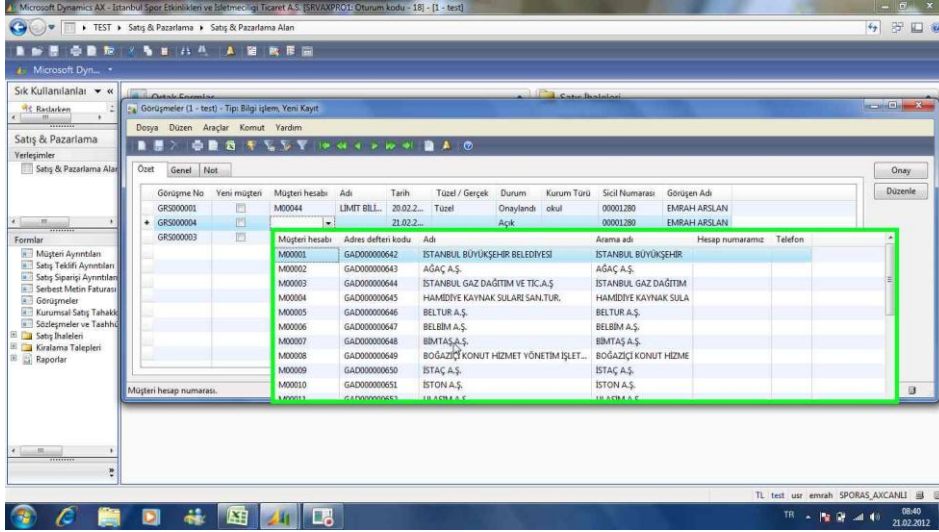 Microsoft Dynamics AX - İstanbul Spor Etkinlikleri ve İsletmeciligi Ticaret A.S. [SRVAXPRO1: Oturum kodu - 18] - [1 - test]
TEST Satış & Pazarlama Satış & Pazarlama Alan
Microsoft Dyn...
Sık Kullanılanlar
Başlarken
Satış & Pazarlama
Yerleşimler
Satış & Pazarlama Alan
Formlar
Müşteri Ayrıntıları
Satış Teklifi Ayrıntıları
Satış Siparişi Ayrıntıları
Serbest Metin Faturası
Görüşmeler
Kurumsal Satış Tahakk
Sözleşmeler ve Taahhü
Satış İhaleleri
Kiralama Talepleri
Raporlar
Ortak Formlar
Satış İhaleleri
Görüşmeler (1 - test) - Tip: Bilgi işlem, Yeni Kayıt
Dosya Düzen Araçlar Komut Yardım
Özet Genel Not
Onay
Düzenle
Görüşme No Yeni müşteri Müşteri hesabı Adı Tarih Tüzel / Gerçek Durum Kurum Türü Sicil Numarası Görüşen Adı
GRS000001 M00044 LİMİT BİLİ... 20.02.2... Tüzel Onaylandı okul 00001280 EMRAH ARSLAN
GRS000004 21.02.2... Açık 00001280 EMRAH ARSLAN
GRS000003
Müşteri hesabı Adres defteri kodu Adı Arama adı Hesap numaramız Telefon
M00001 GAD000000642 İSTANBUL BÜYÜKŞEHİR BELEDİYESİ İSTANBUL BÜYÜKŞEHİR
M00002 GAD000000643 AĞAÇ A.Ş. AĞAÇ A.Ş.
M00003 GAD000000644 İSTANBUL GAZ DAĞITIM VE TİC.A.Ş İSTANBUL GAZ DAĞITIM
M00004 GAD000000645 HAMİDİYE KAYNAK SULARI SAN.TUR. HAMİDİYE KAYNAK SULA
M00005 GAD000000646 BELTUR A.Ş. BELTUR A.Ş.
M00006 GAD000000647 BELBİM A.Ş. BELBİM A.Ş.
M00007 GAD000000648 BİMTAŞ A.Ş. BİMTAŞ A.Ş.
M00008 GAD000000649 BOĞAZİÇİ KONUT HİZMET YÖNETİM İŞLET... BOĞAZİÇİ KONUT HİZME
M00009 GAD000000650 İSTAÇ A.Ş. İSTAÇ A.Ş.
M00010 GAD000000651 İSTON A.Ş. İSTON A.Ş.
M00011 GAD000000652 ULAŞIM A.Ş. ULAŞIM A.Ş.
Müşteri hesap numarası.
TL test usr emrah SPORAS_AXCANLI
TR 08:40
21.02.2012